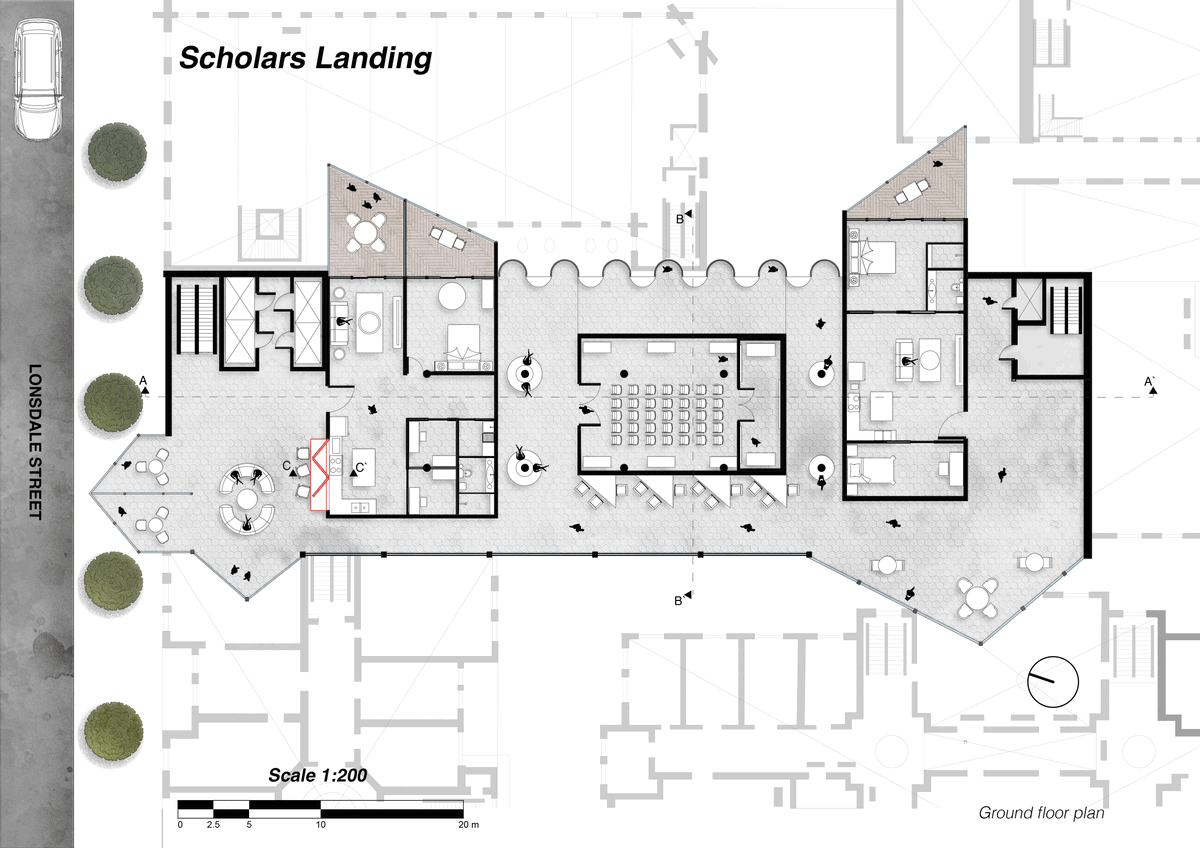 Scholars Landing
B
A
A`
LONSDALE STREET
C
C`
B`
Scale 1:200
0 2.5 5 10 20 m
Ground floor plan